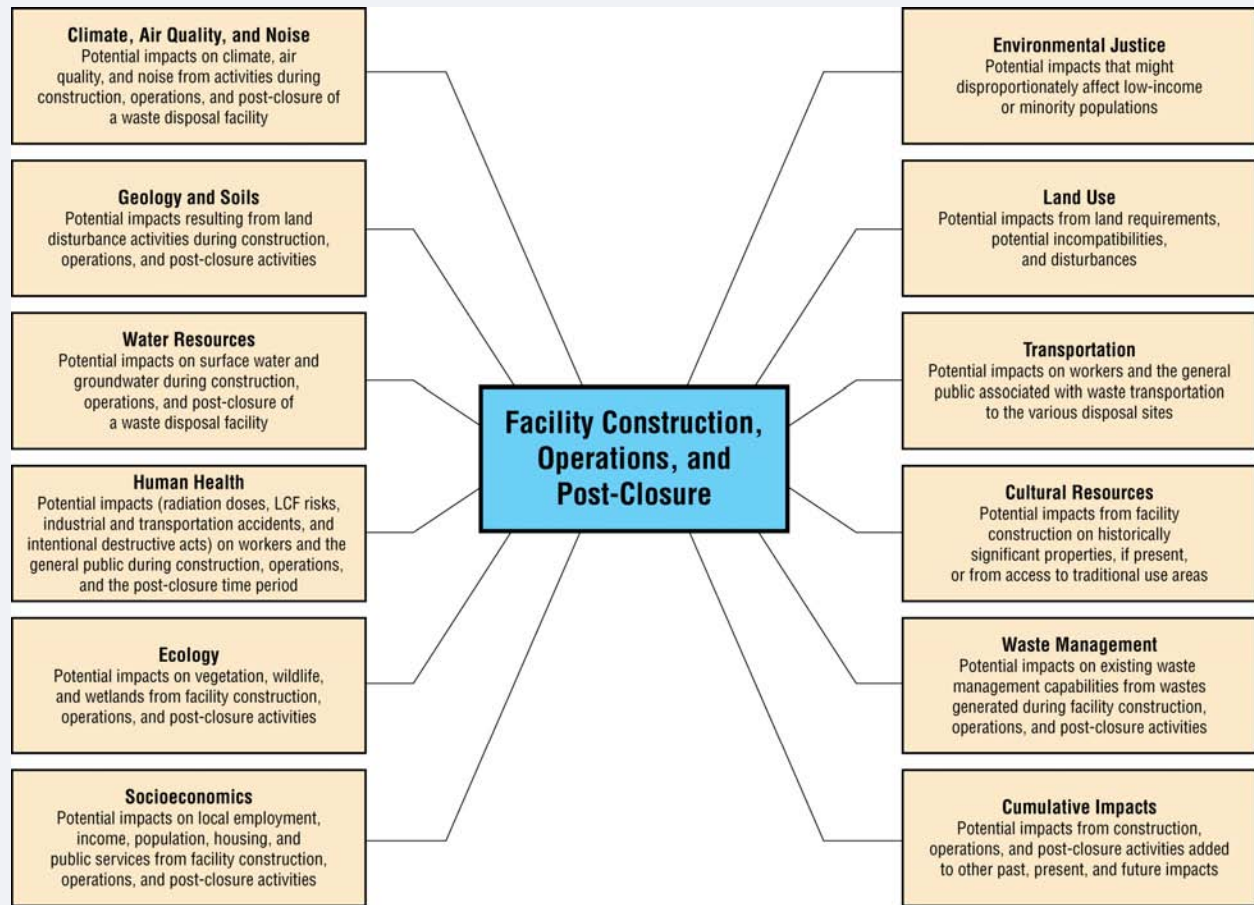 Climate, Air Quality, and Noise
Potential impacts on climate, air
quality, and noise from activities during
construction, operations, and post-closure of
a waste disposal facility
Geology and Soils
Potential impacts resulting from land
disturbance activities during construction,
operations, and post-closure activities
Water Resources
Potential impacts on surface water and
groundwater during construction,
operations, and post-closure of
a waste disposal facility
Human Health
Potential impacts (radiation doses, LCF risks,
industrial and transportation accidents, and
intentional destructive acts) on workers and the
general public during construction, operations,
and the post-closure time period
Ecology
Potential impacts on vegetation, wildlife,
and wetlands from facility construction,
operations, and post-closure activities
Socioeconomics
Potential impacts on local employment,
income, population, housing, and
public services from facility construction,
operations, and post-closure activities
Facility Construction,
Operations, and
Post-Closure
Environmental Justice
Potential impacts that might
disproportionately affect low-income
or minority populations
Land Use
Potential impacts from land requirements,
potential incompatibilities,
and disturbances
Transportation
Potential impacts on workers and the general
public associated with waste transportation
to the various disposal sites
Cultural Resources
Potential impacts from facility
construction on historically
significant properties, if present,
or from access to traditional use areas
Waste Management
Potential impacts on existing waste
management capabilities from wastes
generated during facility construction,
operations, and post-closure activities
Cumulative Impacts
Potential impacts from construction,
operations, and post-closure activities added
to other past, present, and future impacts